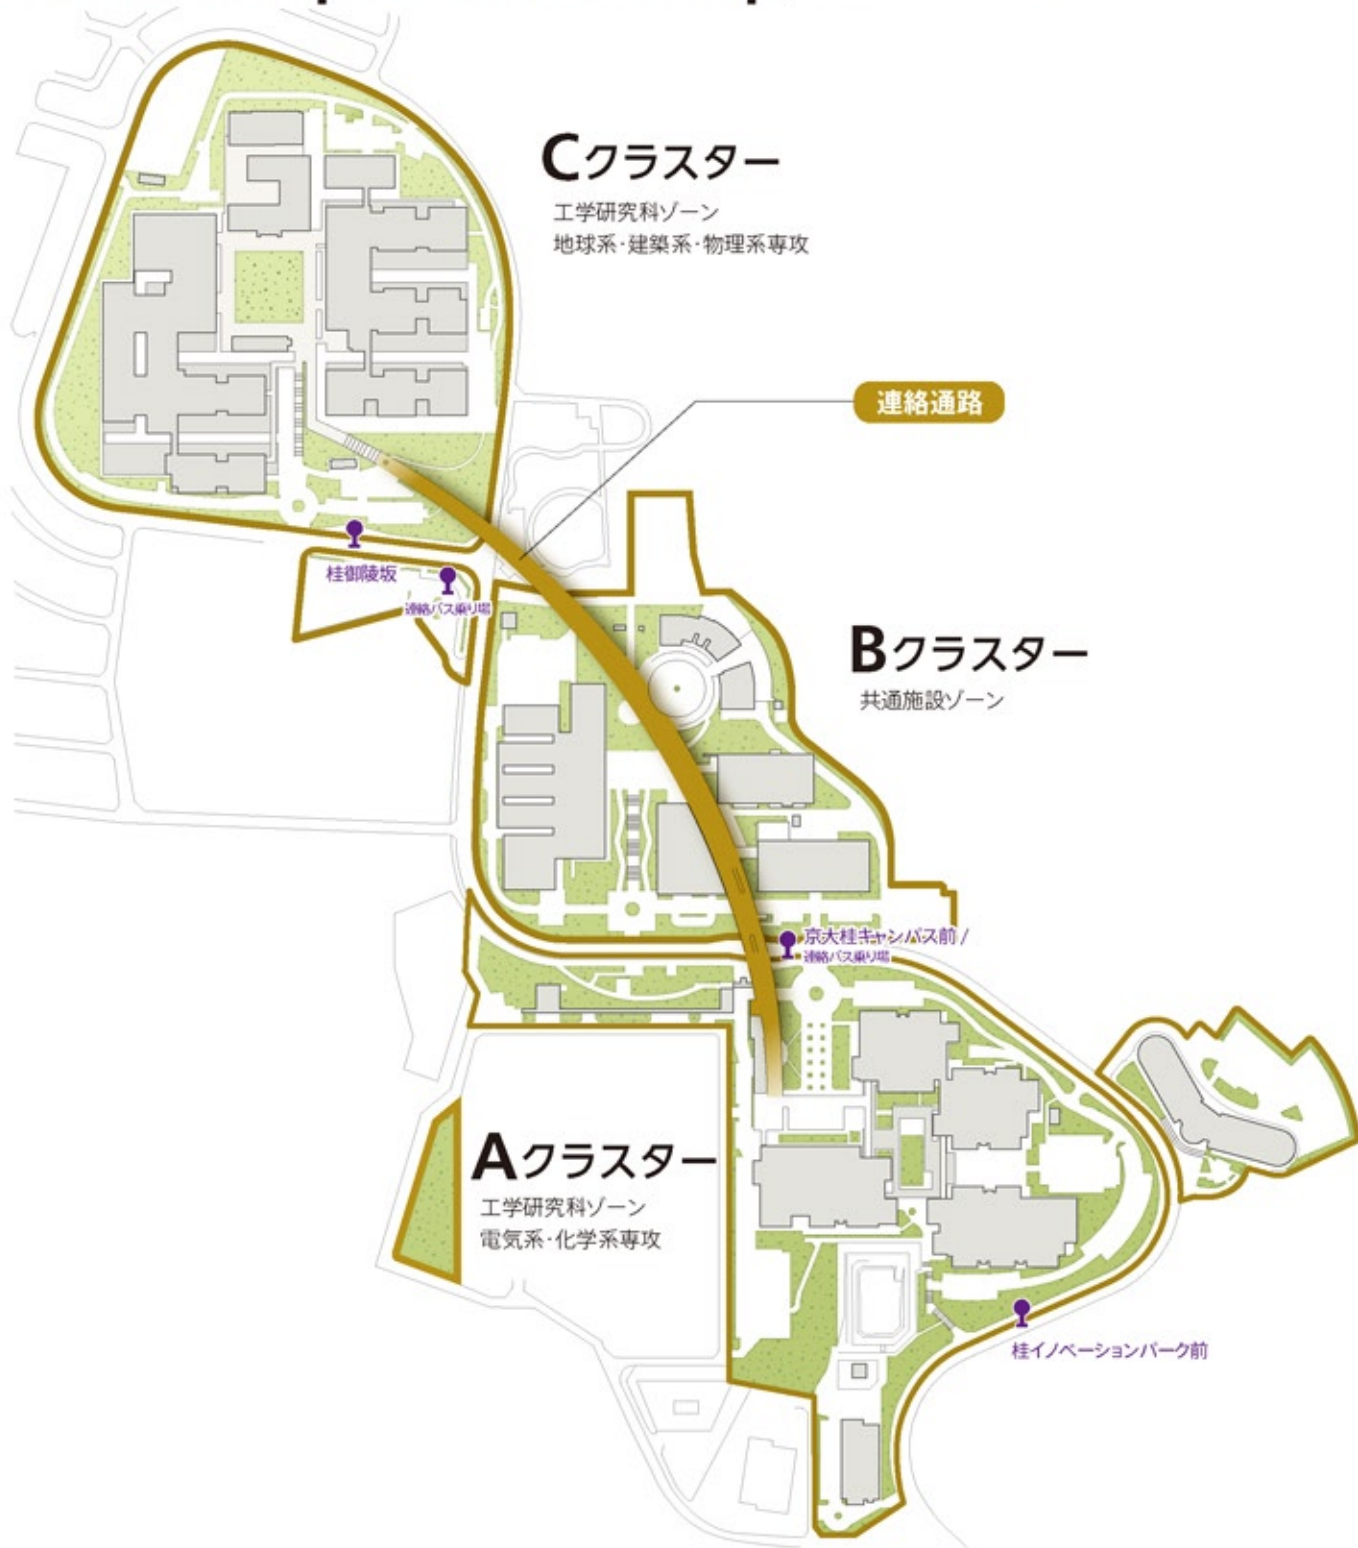 Cクラスター
工学研究科ゾーン
地球系・建築系・物理系専攻
連絡通路
桂御陵坂
連絡バス乗り場
Bクラスター
共通施設ゾーン
京大桂キャンパス前 /
連絡バス乗り場
Aクラスター
工学研究科ゾーン
電気系・化学系専攻
桂イノベーションパーク前